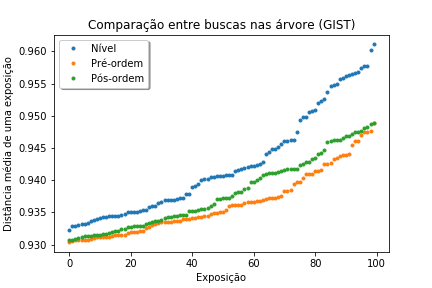 Comparação entre buscas nas árvore (GIST)
Nível
Pré-ordem
Pós-ordem
Distância média de uma exposição
0.960
0.955
0.950
0.945
0.940
0.935
0.930
0 20 40 60 80 100
Exposição